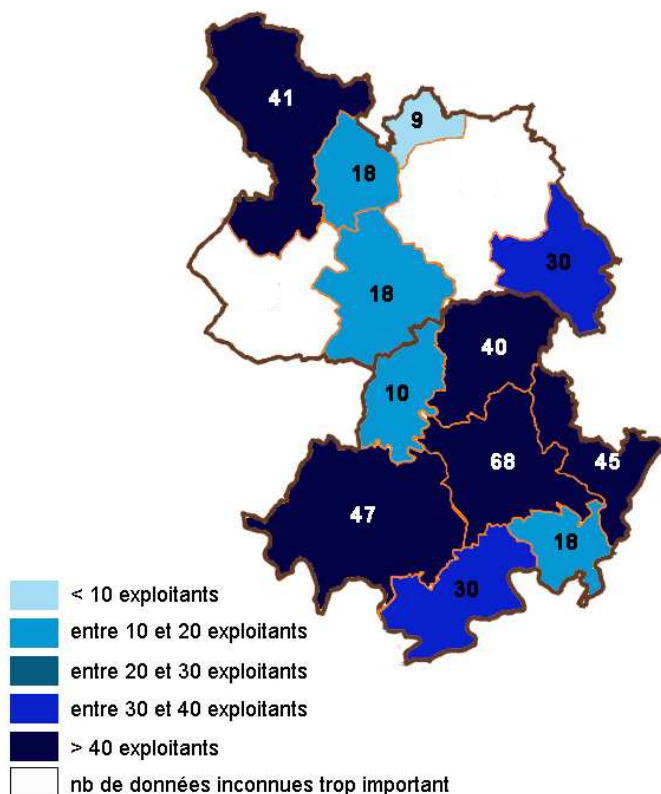 41
9
18
30
18
40
10
68
45
47
18
30
< 10 exploitants
entre 10 et 20 exploitants
entre 20 et 30 exploitants
entre 30 et 40 exploitants
> 40 exploitants
nb de données inconnues trop important